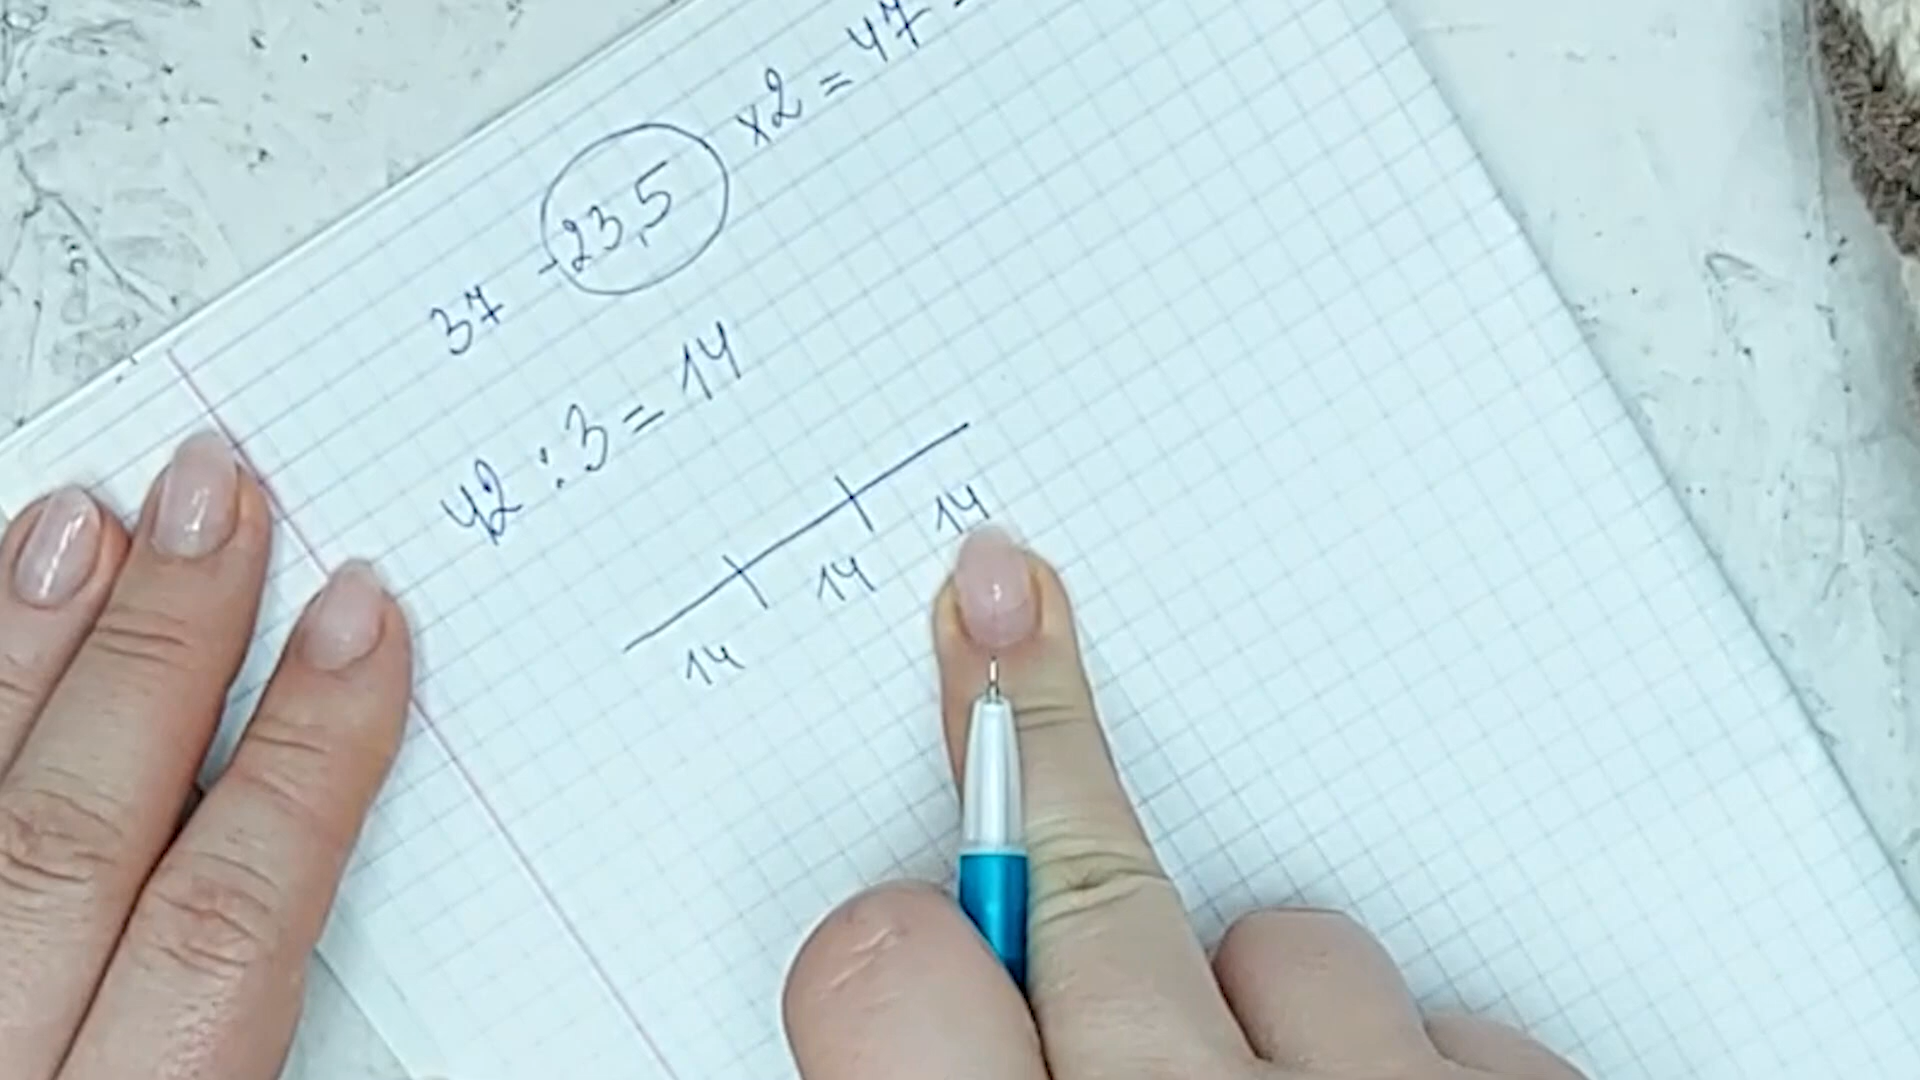 37 - 23,5 x2 = 47 -
42 : 3 = 14
14 14 14